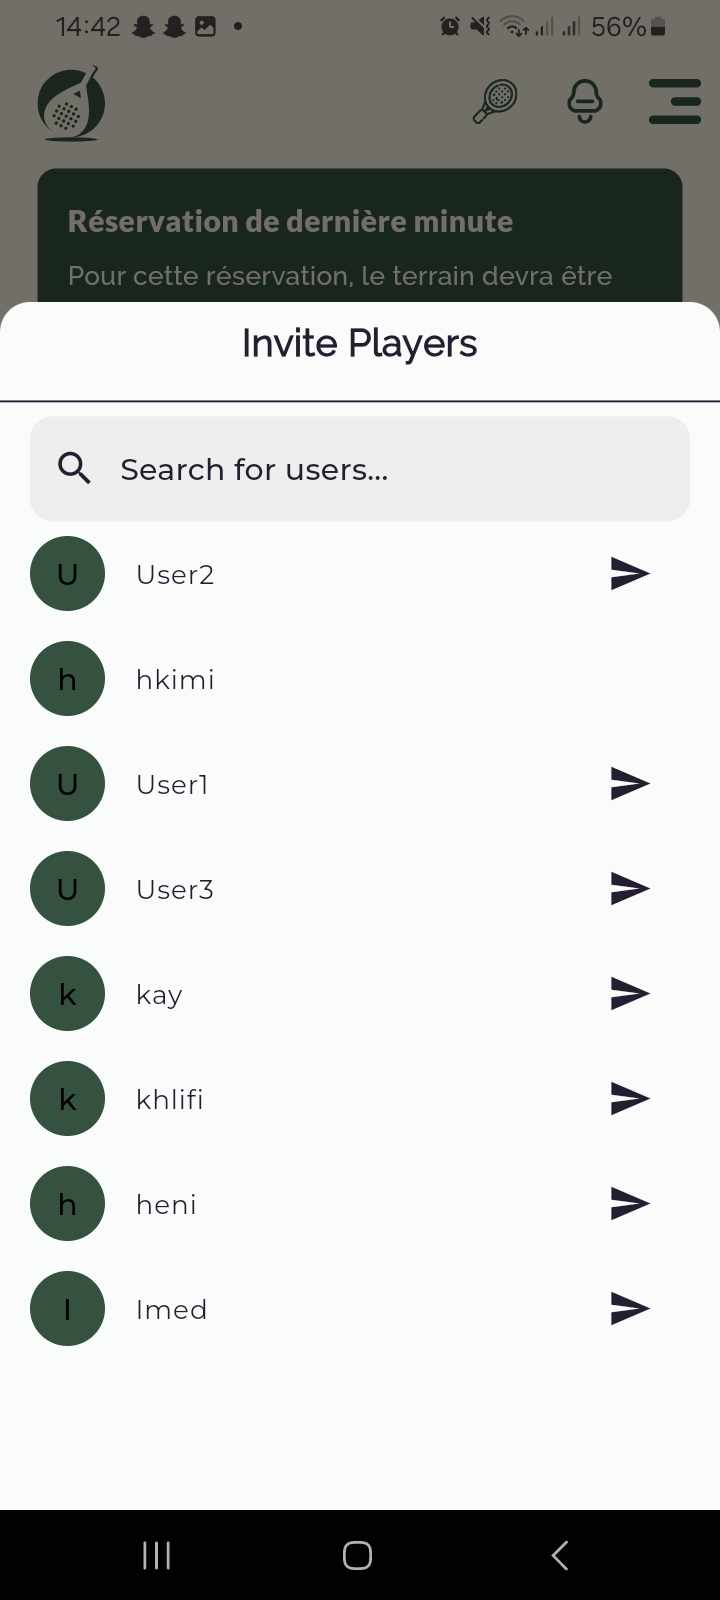 14:42
56%
Réservation de dernière minute
Pour cette réservation, le terrain devra être
Invite Players
Search for users...
U User2
h hkimi
U User1
U User3
k kay
k khlifi
h heni
I Imed